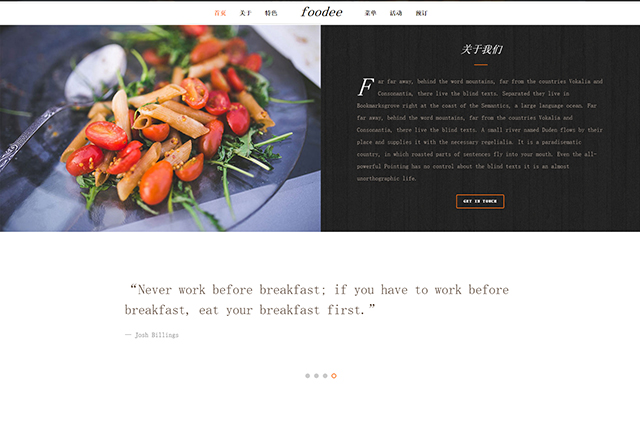 首页 关于 特色 foodee 菜单 活动 预订
关于我们
Far far away, behind the word mountains, far from the countries Vokalia and
Consonantia, there live the blind texts. Separated they live in
Bookmarksgrove right at the coast of the Semantics, a large language ocean. Far
far away, behind the word mountains, far from the countries Vokalia and
Consonantia, there live the blind texts. A small river named Duden flows by their
place and supplies it with the necessary regelialia. It is a paradisematic
country, in which roasted parts of sentences fly into your mouth. Even the all-
powerful Pointing has no control about the blind texts it is an almost
unorthographic life.
GET IN TOUCH
“Never work before breakfast; if you have to work before
breakfast, eat your breakfast first.”
— Josh Billings